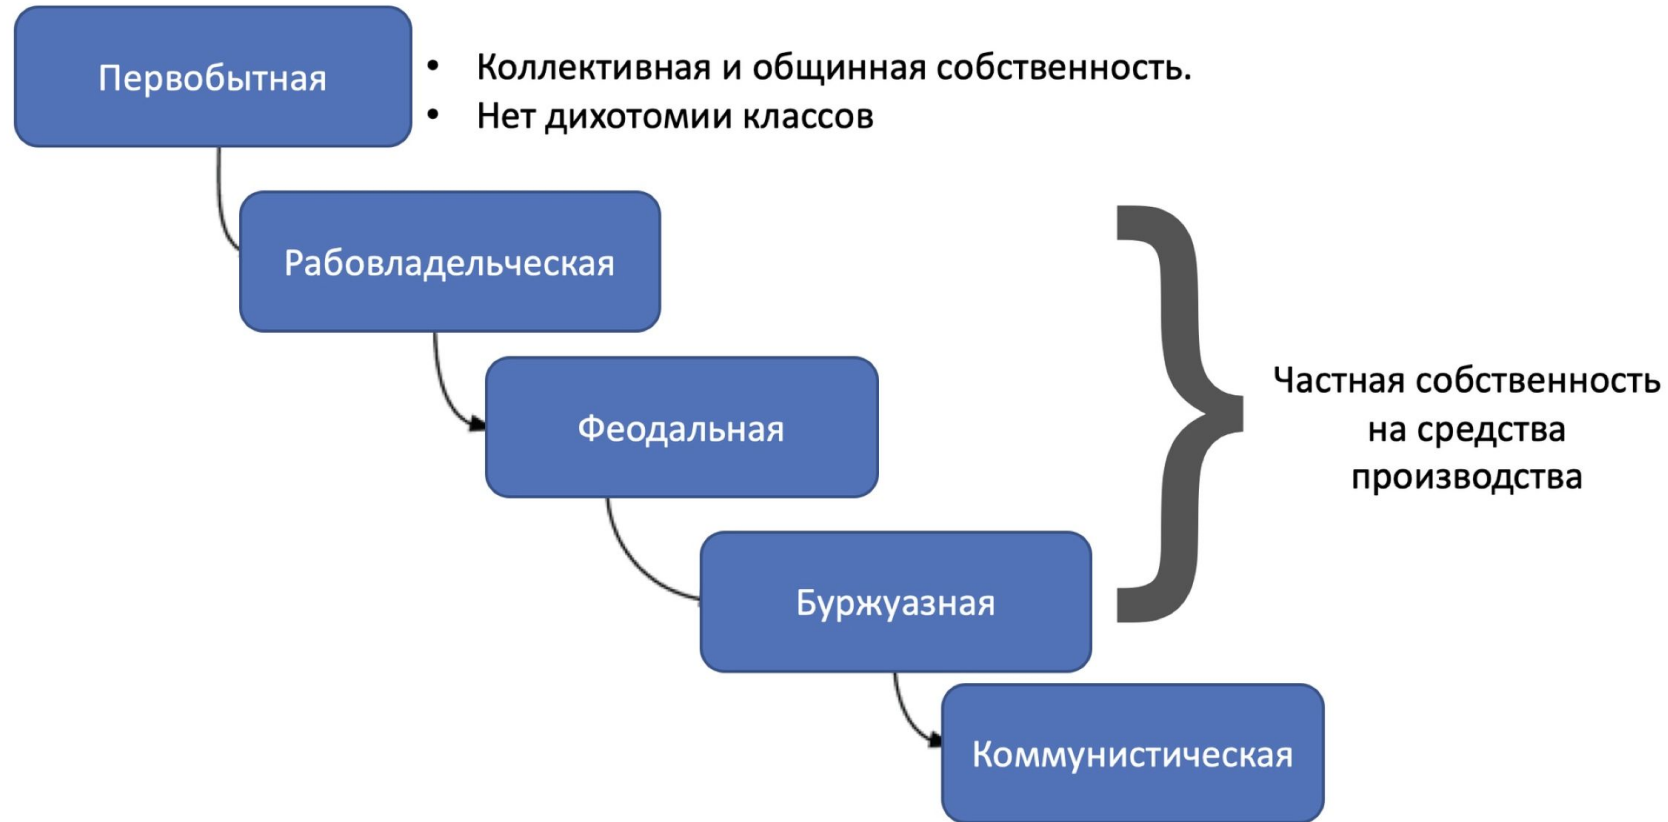 Первобытная
• Коллективная и общинная собственность.
• Нет дихотомии классов
Рабовладельческая
Феодальная
Частная собственность
на средства
производства
Буржуазная
Коммунистическая